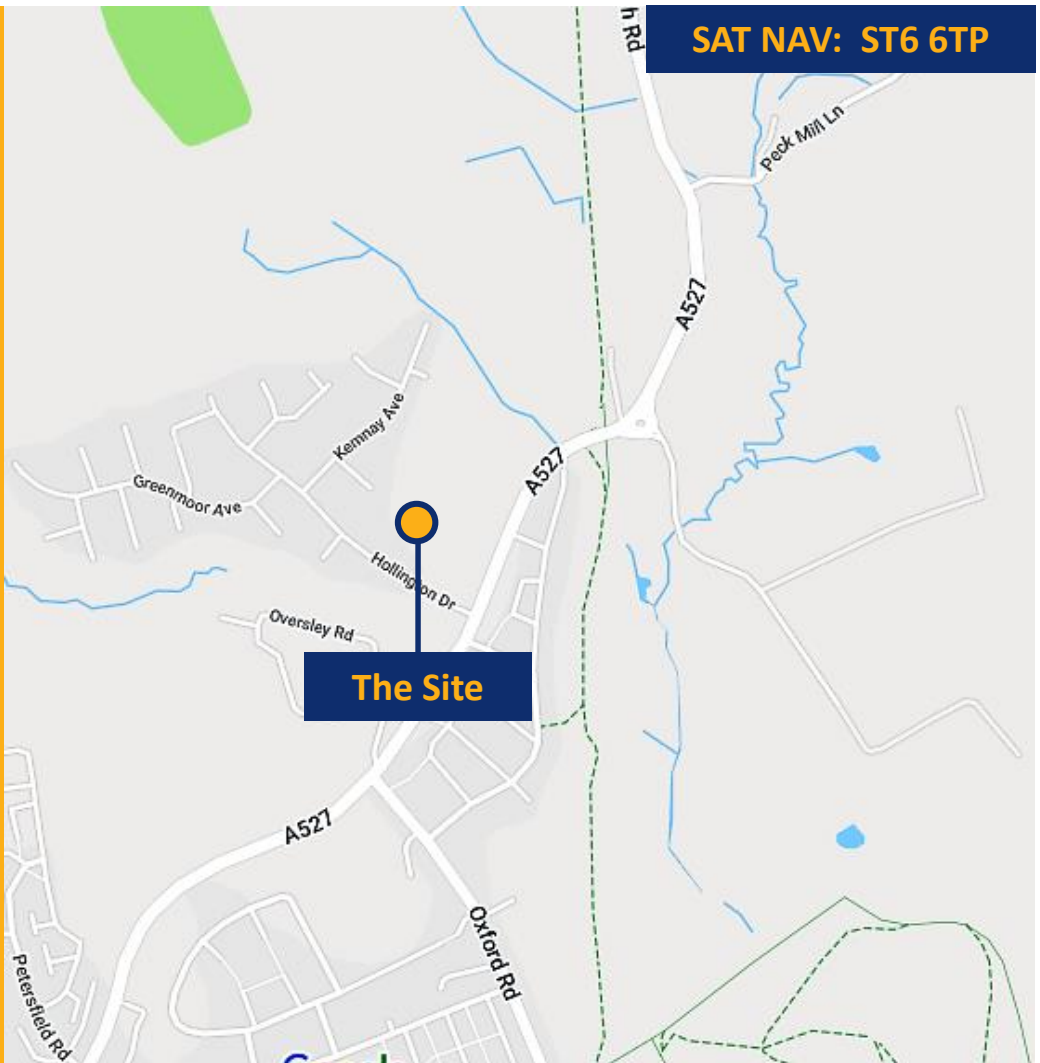 h Rd
SAT NAV: ST6 6TP
Peck Mill Ln
A527
Kemnay Ave
A527
Greenmoor Ave
Hollington Dr
Oversley Rd
The Site
A527
Oxford Rd
Petersfield Rd